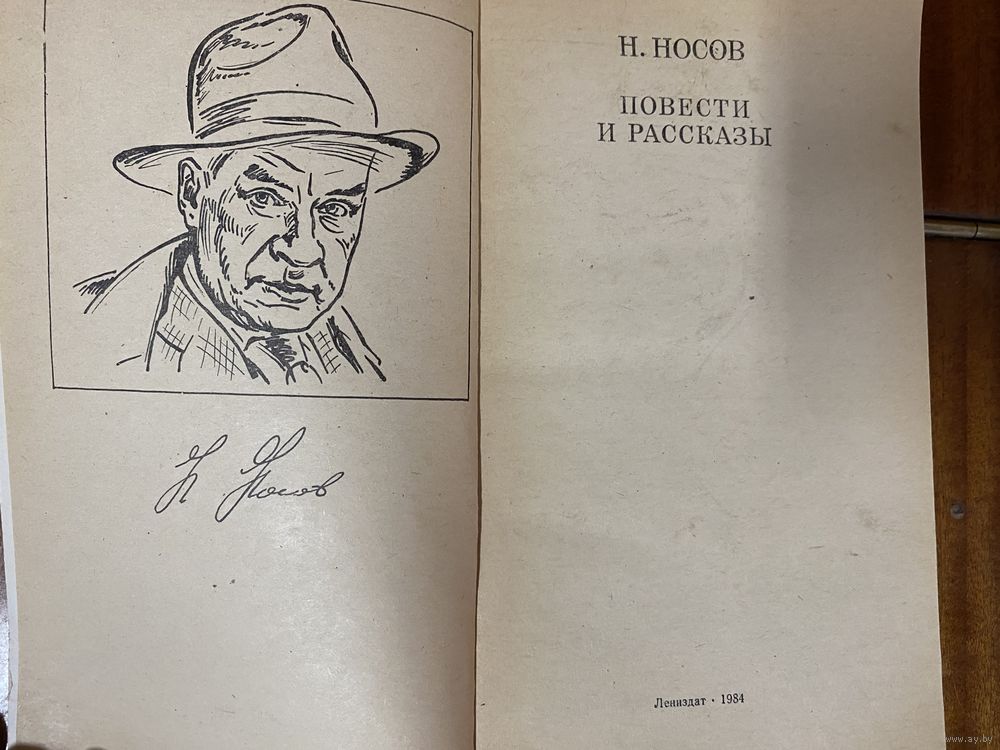 Н. Носов
Н. НОСОВ
ПОВЕСТИ
И РАССКАЗЫ
Лениздат · 1984
www.ay.by